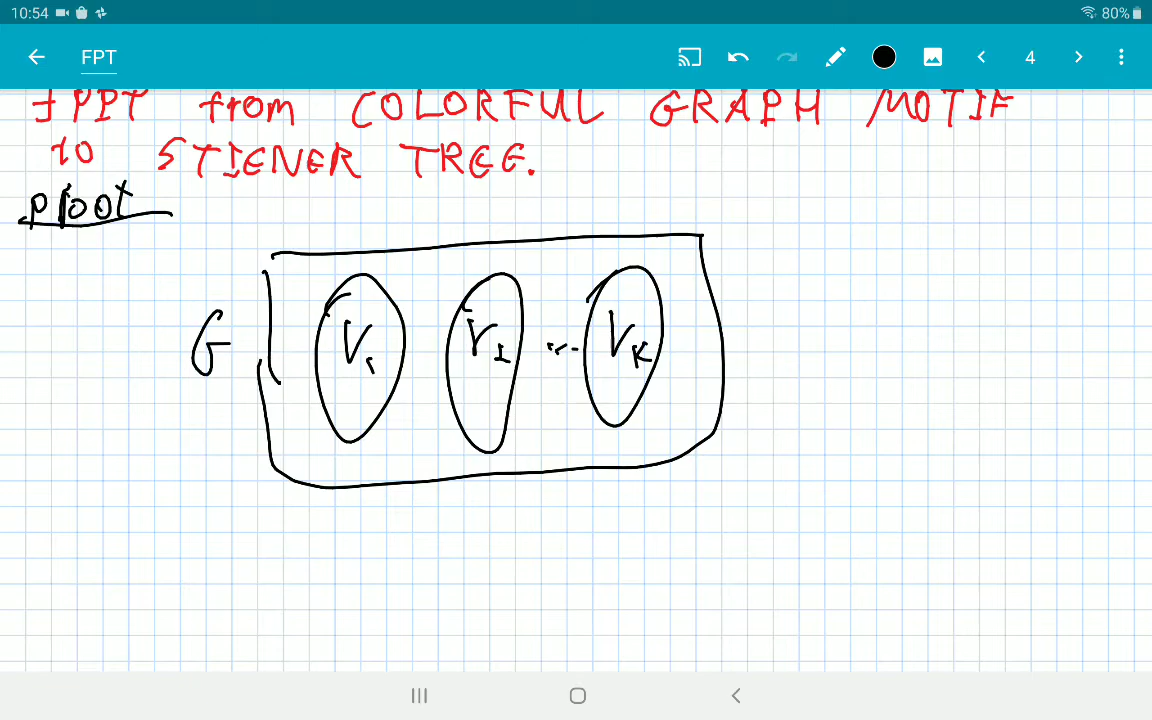 10:54 80%
FPT 4
fPPT from COLORFUL GRAPH MOTIF
to STIENER TREE.
proof
G V1 V2 ... VK